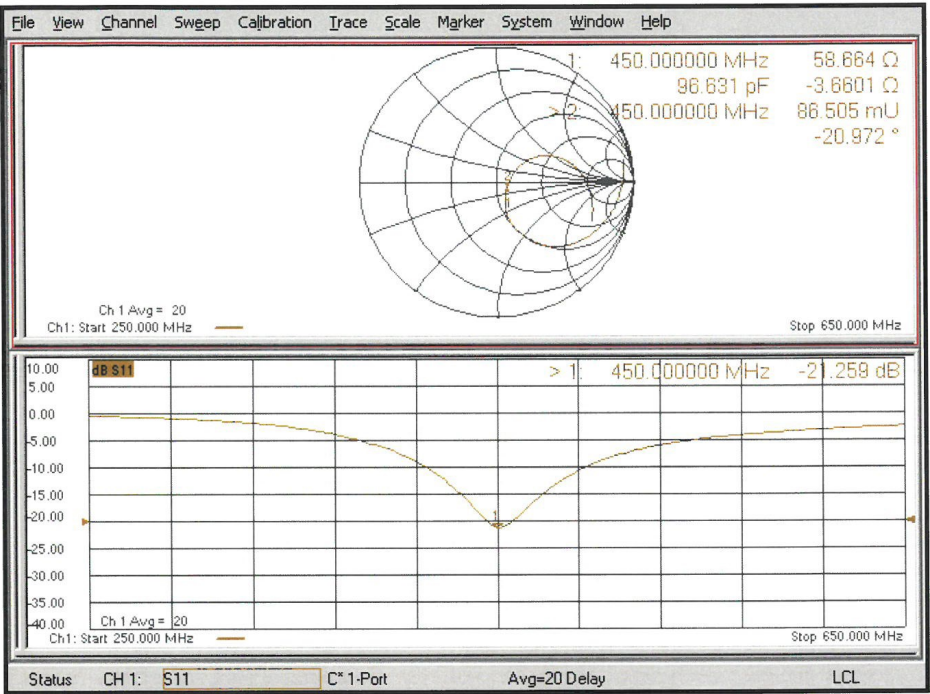 File View Channel Sweep Calibration Trace Scale Marker System Window Help
1: 450.000000 MHz 58.664 Ω
96.631 pF -3.6601 Ω
> 2: 450.000000 MHz 86.505 mU
-20.972 °
Ch 1 Avg = 20
Ch1: Start 250.000 MHz
Stop 650.000 MHz
10.00
dB S11
> 1: 450.000000 MHz -21.259 dB
5.00
0.00
-5.00
-10.00
-15.00
-20.00
1
-25.00
-30.00
-35.00
-40.00
Ch 1 Avg = 20
Ch1: Start 250.000 MHz
Stop 650.000 MHz
Status CH 1: S11 C* 1-Port Avg=20 Delay LCL